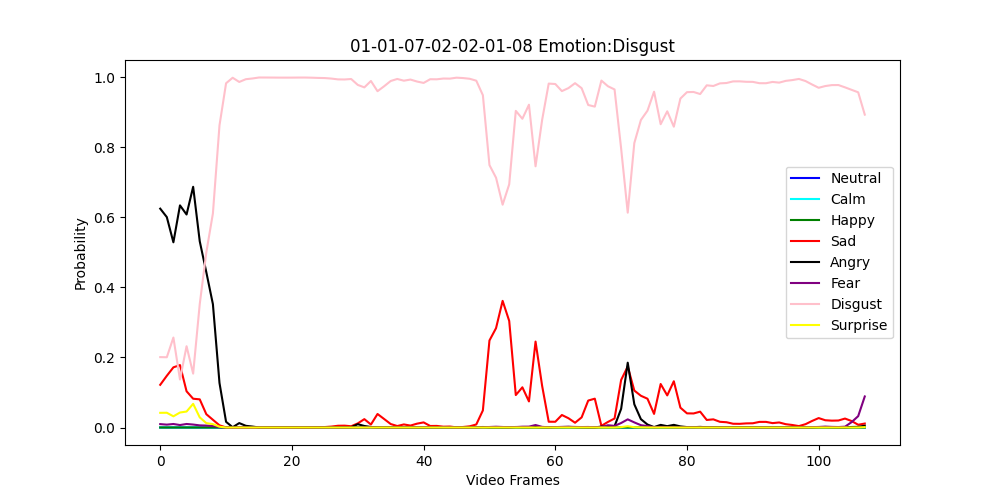 01-01-07-02-02-01-08 Emotion:Disgust
Probability
1.0
0.8
0.6
0.4
0.2
0.0
Neutral
Calm
Happy
Sad
Angry
Fear
Disgust
Surprise
0 20 40 60 80 100
Video Frames